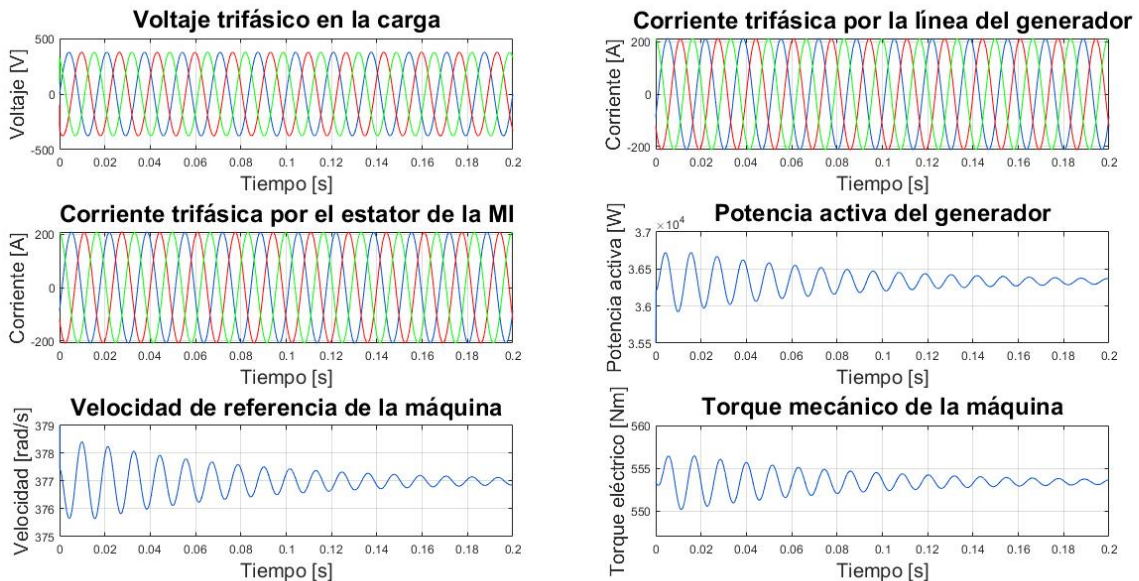 Voltaje trifásico en la carga
Voltaje [V]
500
0
-500
0 0.02 0.04 0.06 0.08 0.1 0.12 0.14 0.16 0.18 0.2
Tiempo [s]
Corriente trifásica por la línea del generador
Corriente [A]
200
0
-200
0 0.02 0.04 0.06 0.08 0.1 0.12 0.14 0.16 0.18 0.2
Tiempo [s]
Corriente trifásica por el estator de la MI
Corriente [A]
200
0
-200
0 0.02 0.04 0.06 0.08 0.1 0.12 0.14 0.16 0.18 0.2
Tiempo [s]
Potencia activa del generador
Potencia activa [W]
×10^4
3.7
3.65
3.6
3.55
0 0.02 0.04 0.06 0.08 0.1 0.12 0.14 0.16 0.18 0.2
Tiempo [s]
Velocidad de referencia de la máquina
Velocidad [rad/s]
379
378
377
376
375
0 0.02 0.04 0.06 0.08 0.1 0.12 0.14 0.16 0.18 0.2
Tiempo [s]
Torque mecánico de la máquina
Torque eléctrico [Nm]
560
555
550
0 0.02 0.04 0.06 0.08 0.1 0.12 0.14 0.16 0.18 0.2
Tiempo [s]